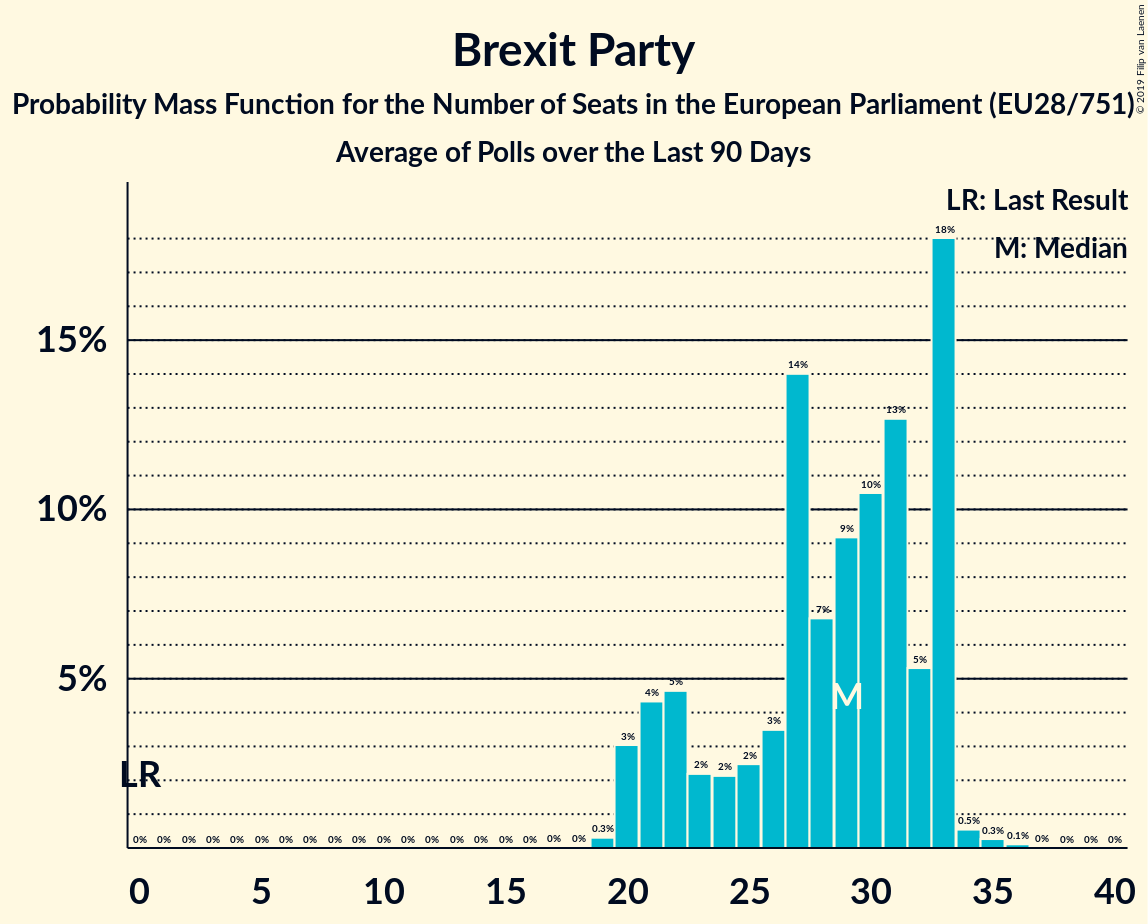 Brexit Party
Probability Mass Function for the Number of Seats in the European Parliament (EU28/751)
Average of Polls over the Last 90 Days
© 2019 Filip van Laenen
LR: Last Result
M: Median
15%
10%
5%
18%
14%
13%
10%
9%
7%
5%
5%
4%
3%
3%
2%
2%
2%
0.3%
0.5%
0.3%
0.1%
M
LR
0% 0% 0% 0% 0% 0% 0% 0% 0% 0% 0% 0% 0% 0% 0% 0% 0% 0% 0% 0% 0% 0% 0%
0 5 10 15 20 25 30 35 40